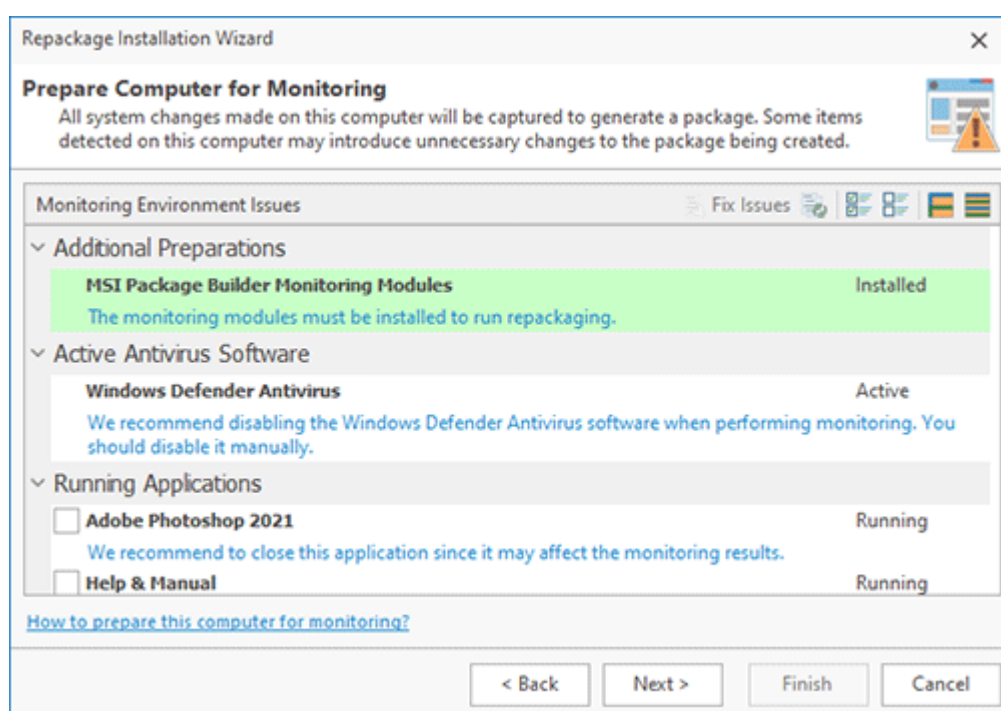 Repackage Installation Wizard
Prepare Computer for Monitoring
All system changes made on this computer will be captured to generate a package. Some items
detected on this computer may introduce unnecessary changes to the package being created.
Monitoring Environment Issues
Fix Issues
Additional Preparations
MSI Package Builder Monitoring Modules Installed
The monitoring modules must be installed to run repackaging.
Active Antivirus Software
Windows Defender Antivirus Active
We recommend disabling the Windows Defender Antivirus software when performing monitoring. You
should disable it manually.
Running Applications
Adobe Photoshop 2021 Running
We recommend to close this application since it may affect the monitoring results.
Help & Manual Running
How to prepare this computer for monitoring?
< Back Next > Finish Cancel